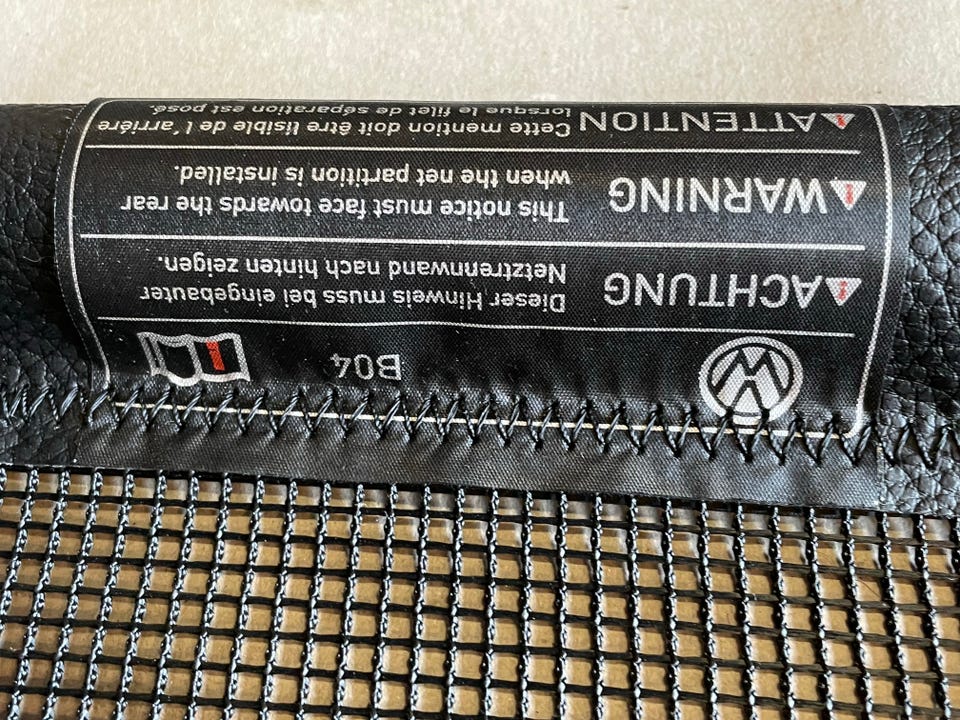 B04
ACHTUNG
Dieser Hinweis muss bei eingebauter
Netztrennwand nach hinten zeigen.
WARNING
This notice must face towards the rear
when the net partition is installed.
ATTENTION
Cette mention doit être lisible de l'arrière
lorsque le filet de séparation est posé.